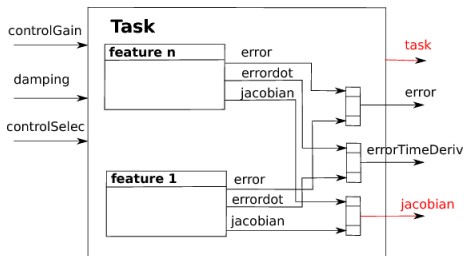 Task
controlGain
damping
controlSelec
feature n
error
errordot
jacobian
feature 1
error
errordot
jacobian
task
error
errorTimeDeriv
jacobian